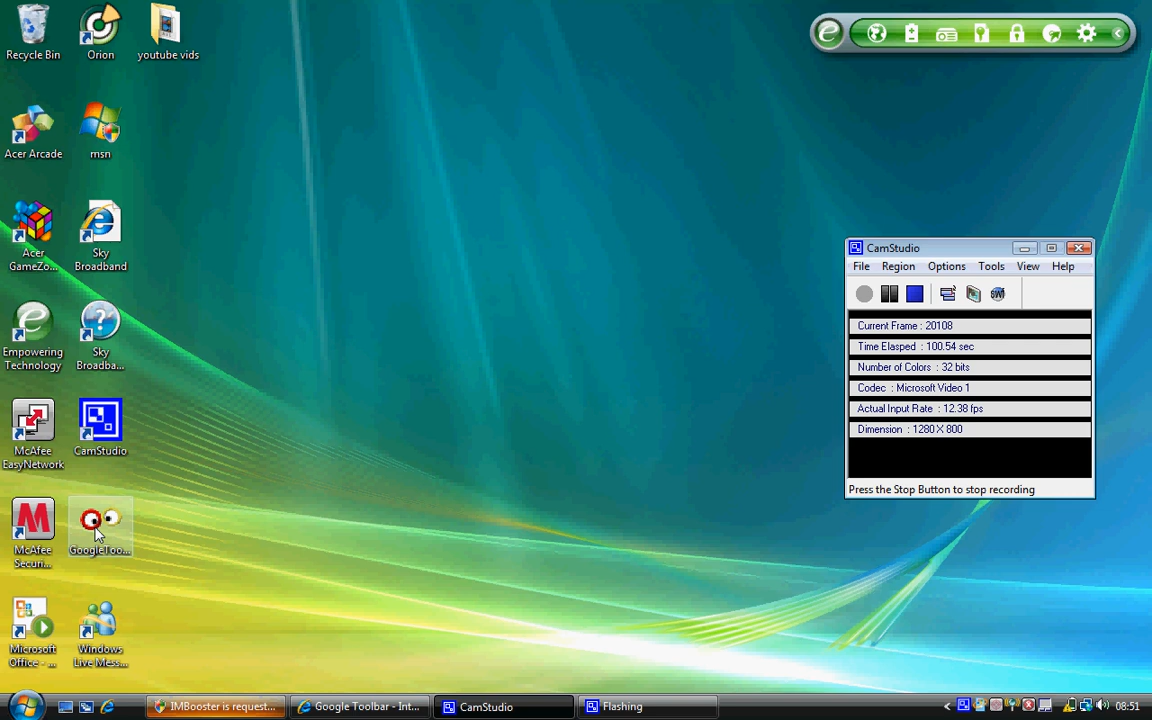 Recycle Bin
Orion
youtube vids
Acer Arcade
msn
Acer
GameZo...
Sky
Broadband
Empowering
Technology
Sky
Broadba...
McAfee
EasyNetwork
CamStudio
McAfee
Securi...
GoogleToo...
Microsoft
Office - ...
Windows
Live Mess...
CamStudio
File Region Options Tools View Help
Current Frame : 20108
Time Elasped : 100.54 sec
Number of Colors : 32 bits
Codec : Microsoft Video 1
Actual Input Rate : 12.38 fps
Dimension : 1280 X 800
Press the Stop Button to stop recording
IMBooster is request...
Google Toolbar - Int...
CamStudio
Flashing
08:51